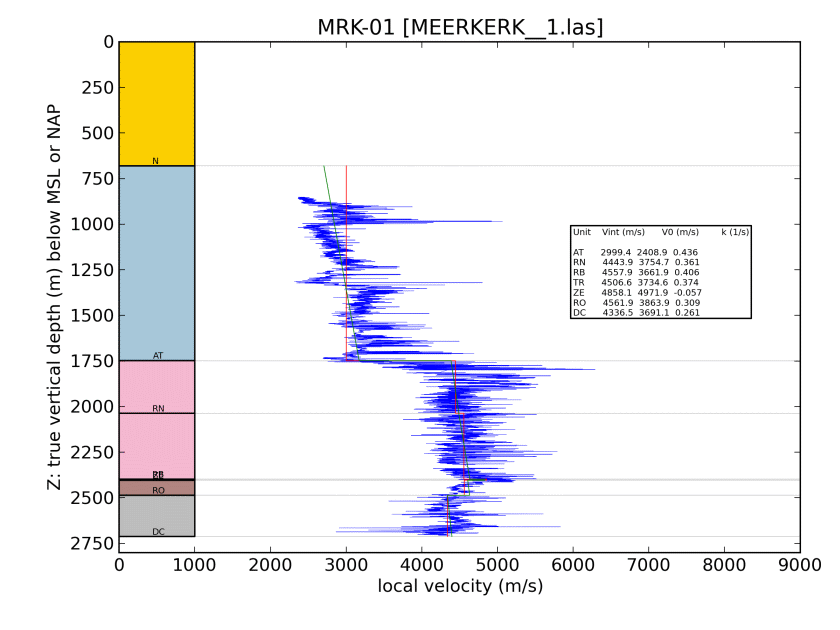 MRK-01 [MEERKERK__1.las]
0
250
500
750
1000
1250
1500
1750
2000
2250
2500
2750
Z: true vertical depth (m) below MSL or NAP
N
AT
RN
RO
DC
Unit Vint (m/s) V0 (m/s) k (1/s)
AT 2999.4 2408.9 0.436
RN 4443.9 3754.7 0.361
RB 4557.9 3661.9 0.406
TR 4506.6 3734.6 0.374
ZE 4858.1 4971.9 -0.057
RO 4561.9 3863.9 0.309
DC 4336.5 3691.1 0.261
0 1000 2000 3000 4000 5000 6000 7000 8000 9000
local velocity (m/s)